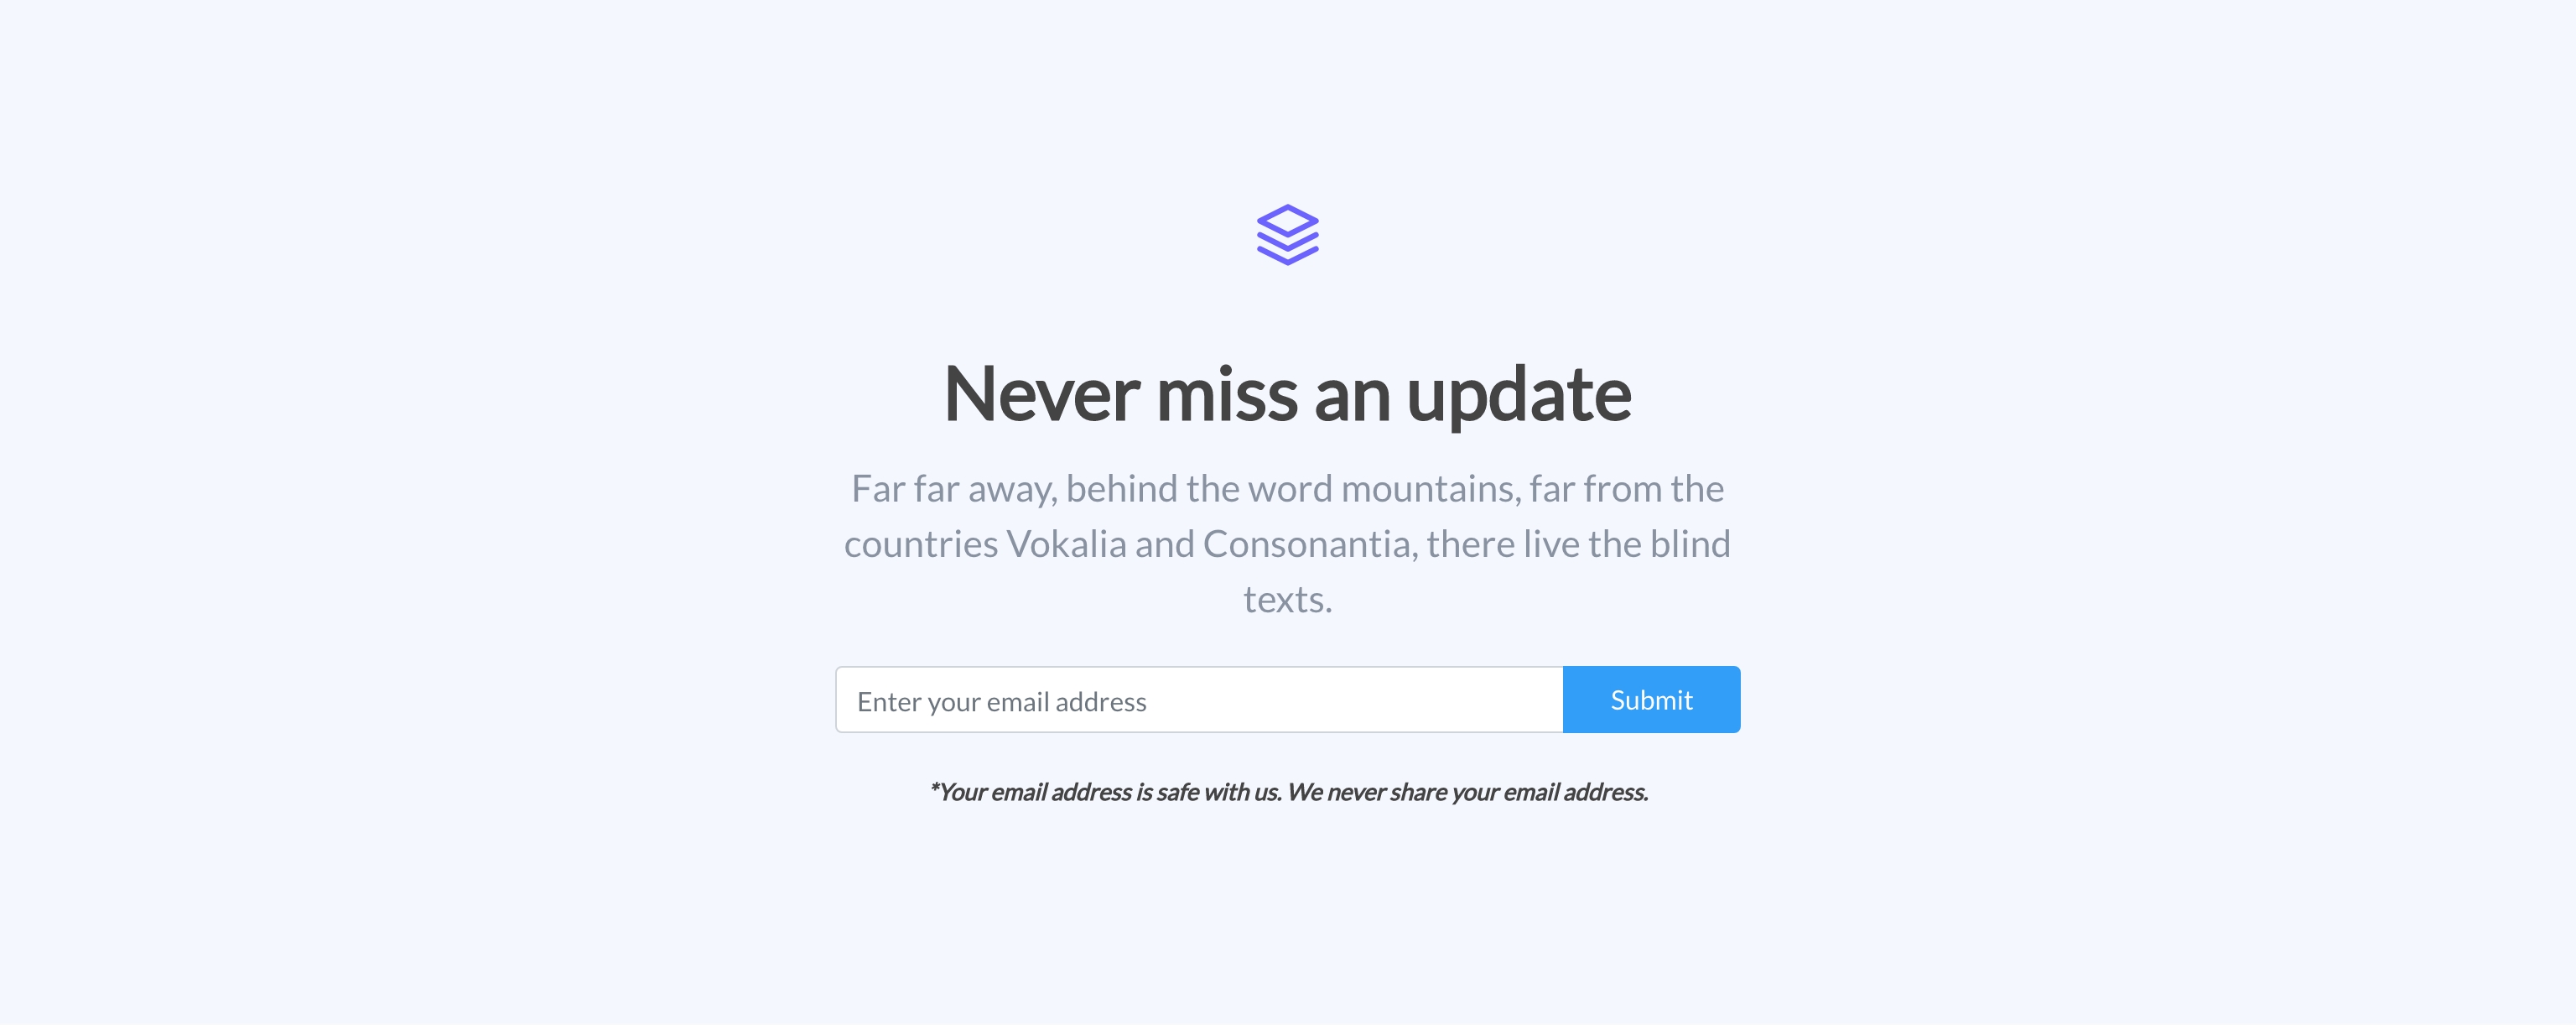 Never miss an update
Far far away, behind the word mountains, far from the
countries Vokalia and Consonantia, there live the blind
texts.
Enter your email address
Submit
*Your email address is safe with us. We never share your email address.